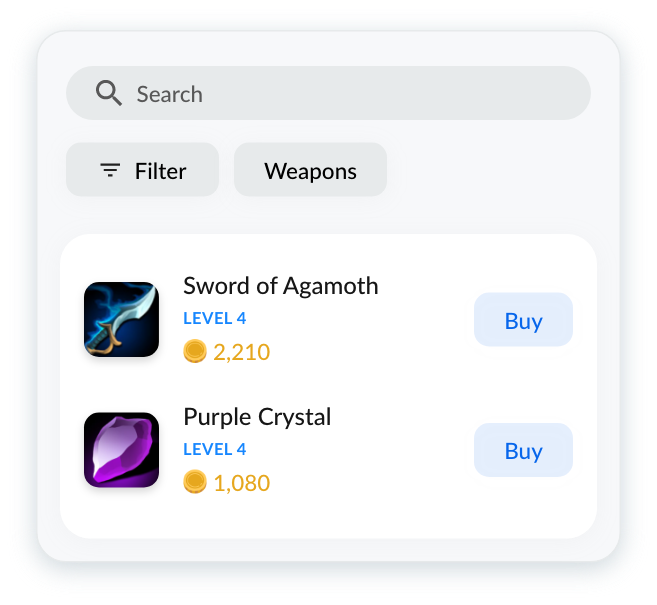 Search
Filter
Weapons
Sword of Agamoth
LEVEL 4
2,210
Buy
Purple Crystal
LEVEL 4
1,080
Buy